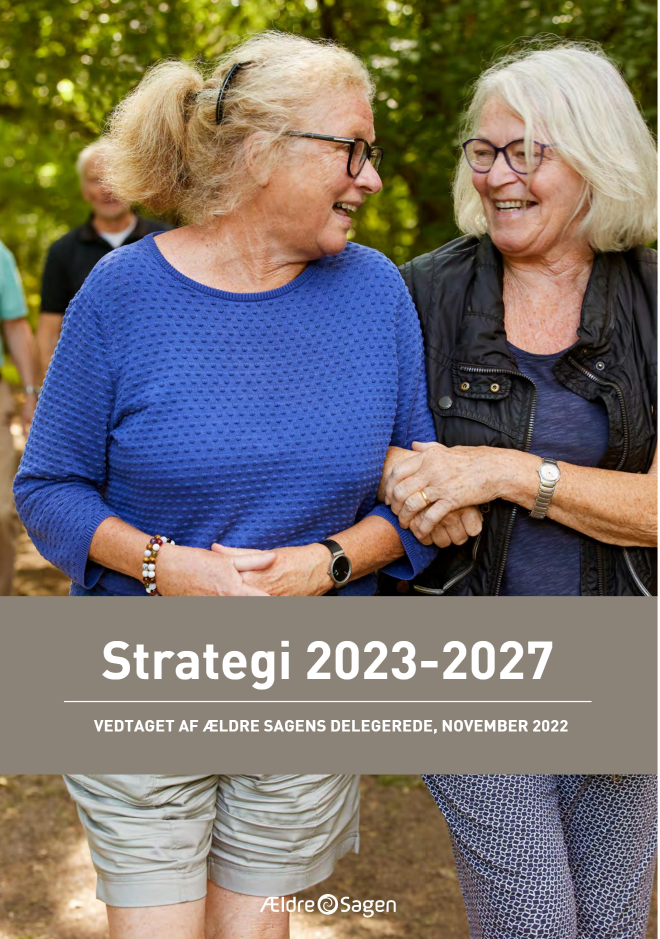 Strategi 2023-2027
VEDTAGET AF ÆLDRE SAGENS DELEGEREDE, NOVEMBER 2022
Ældre Sagen